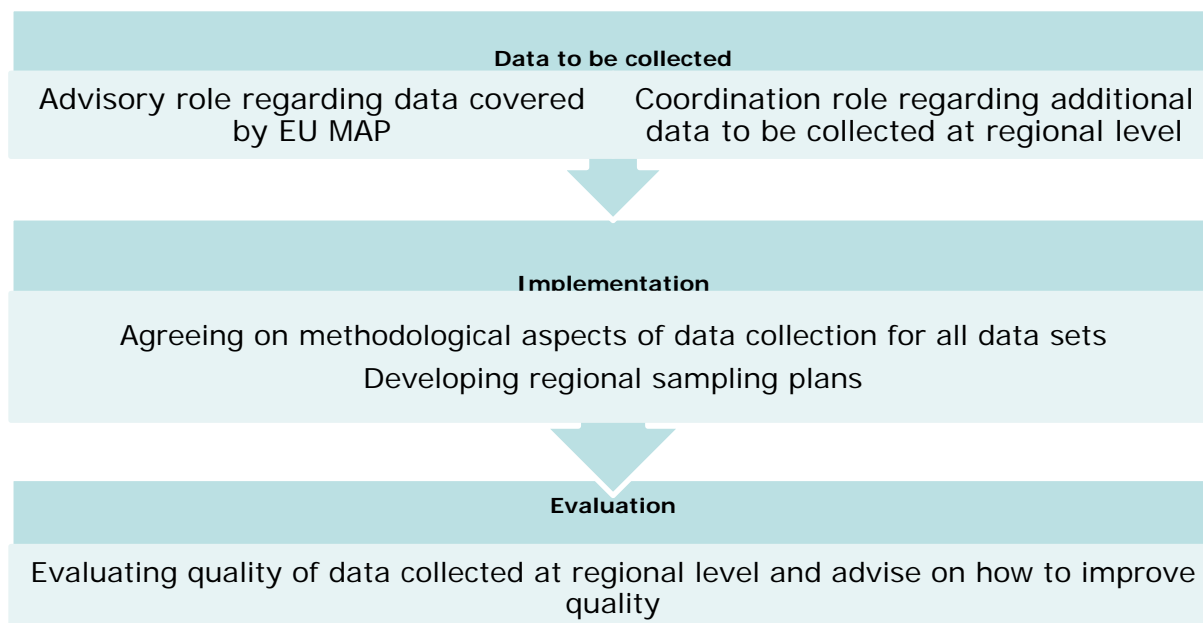 Data to be collected
Advisory role regarding data covered
by EU MAP
Coordination role regarding additional
data to be collected at regional level
Implementation
Agreeing on methodological aspects of data collection for all data sets
Developing regional sampling plans
Evaluation
Evaluating quality of data collected at regional level and advise on how to improve
quality